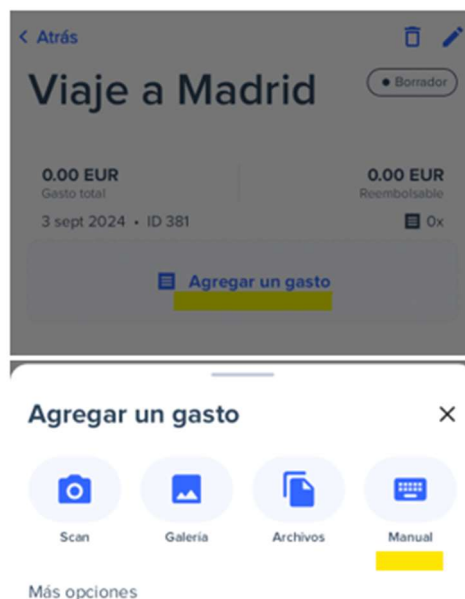 Atrás
Viaje a Madrid
Borrador
0.00 EUR 0.00 EUR
Gasto total Reembolsable
3 sept 2024 • ID 381 0x
Agregar un gasto
Agregar un gasto
Scan Galería Archivos Manual
Más opciones